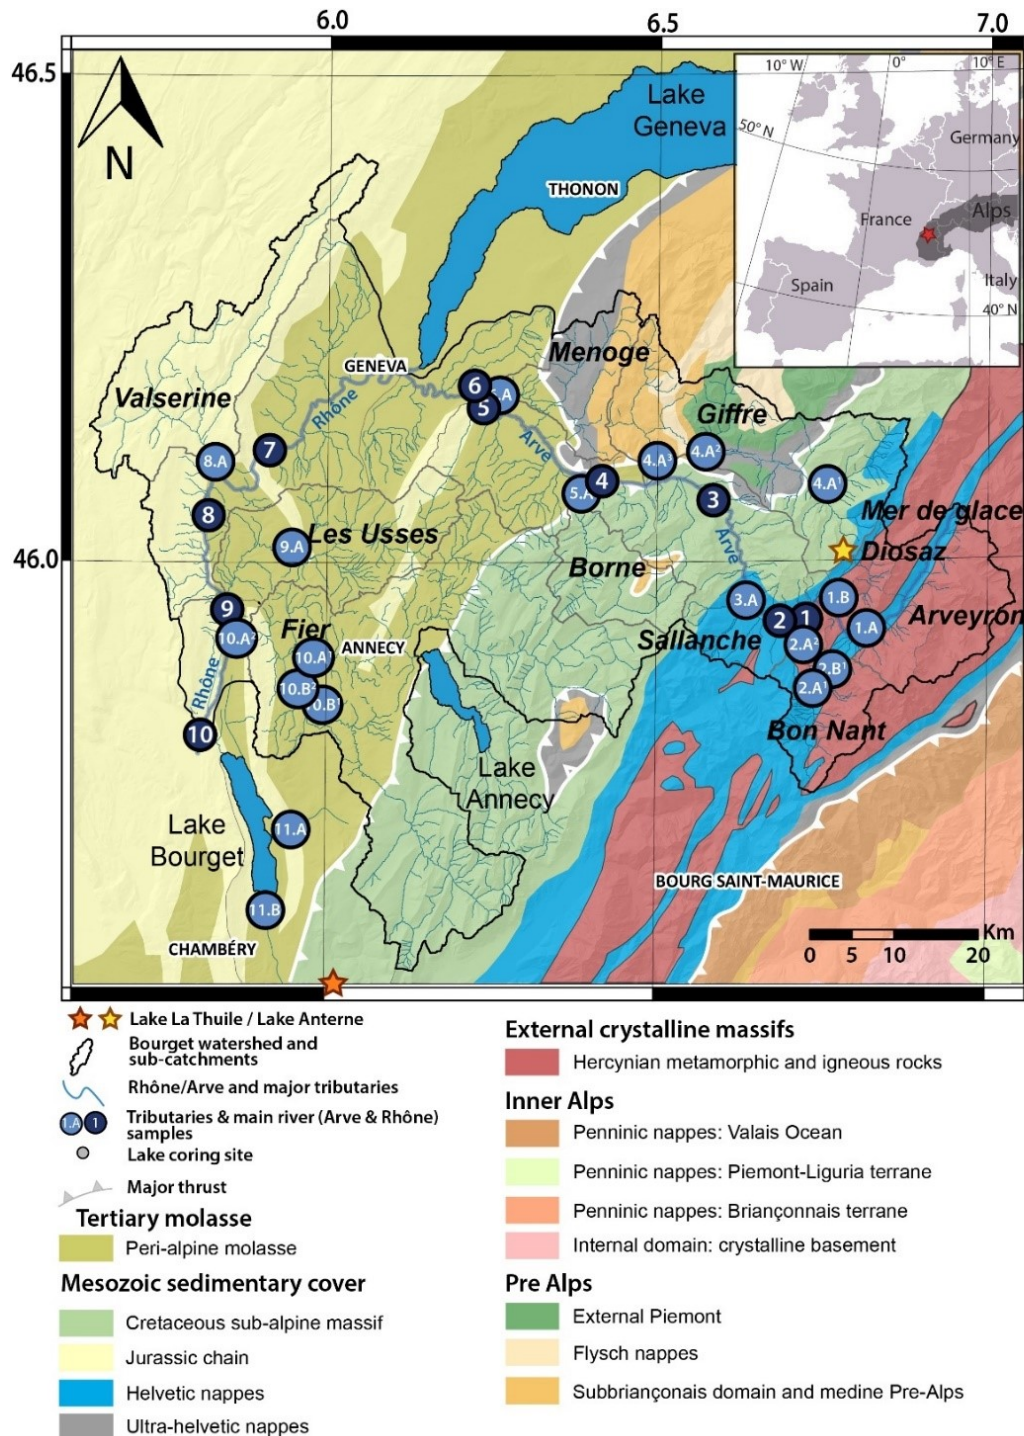 6.0 6.5 7.0
46.5
46.0
N
10° W 0° 10° E
50° N
Germany
France
Alps
Spain
Italy
40° N
Lake
Geneva
THONON
Menoge
GENEVA
Valserine
Rhône
6
5
Arve
Giffre
7
8.A
4.A³
4.A²
4
5.A
3
4.A¹
8
Mer de glace
Arve
Les Usses
9.A
Borne
Diosaz
3.A
1.B
9
10.A²
Fier
ANNECY
10.A¹
2
1
1.A
Arveyron
Sallanche
2.B¹
2.A¹
10.B²
Rhône
10
Bon Nant
Lake
Annecy
Lake
Bourget
11.A
11.B
BOURG SAINT-MAURICE
CHAMBÉRY
Km
0 5 10 20
Lake La Thuile / Lake Anterne
Bourget watershed and
sub-catchments
Rhône/Arve and major tributaries
1.A 1 Tributaries & main river (Arve & Rhône)
samples
Lake coring site
Major thrust
Tertiary molasse
Peri-alpine molasse
Mesozoic sedimentary cover
Cretaceous sub-alpine massif
Jurassic chain
Helvetic nappes
Ultra-helvetic nappes
External crystalline massifs
Hercynian metamorphic and igneous rocks
Inner Alps
Penninic nappes: Valais Ocean
Penninic nappes: Piemont-Liguria terrane
Penninic nappes: Briançonnais terrane
Internal domain: crystalline basement
Pre Alps
External Piemont
Flysch nappes
Subbriançonais domain and medine Pre-Alps